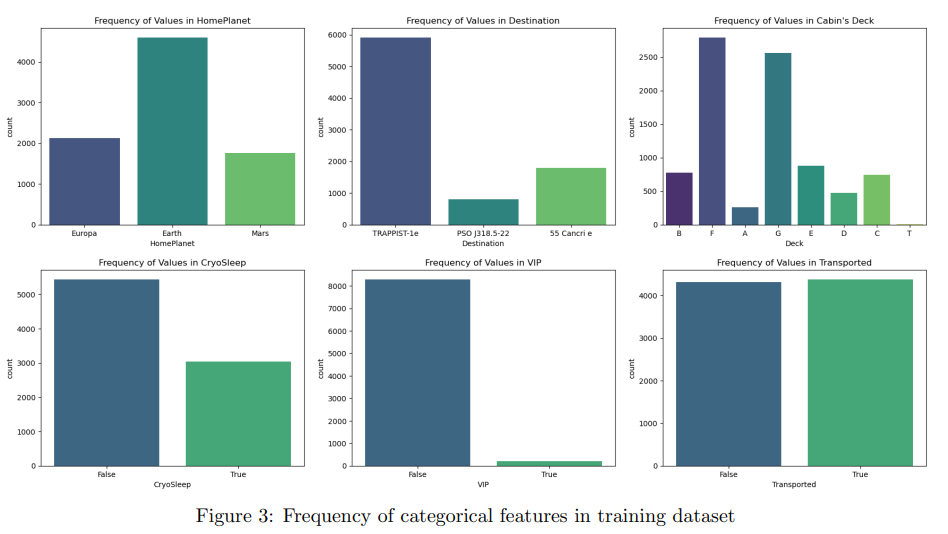 Frequency of Values in HomePlanet
count
0
1000
2000
3000
4000
Europa Earth Mars
HomePlanet
Frequency of Values in Destination
count
0
1000
2000
3000
4000
5000
6000
TRAPPIST-1e PSO J318.5-22 55 Cancri e
Destination
Frequency of Values in Cabin's Deck
count
0
500
1000
1500
2000
2500
B F A G E D C T
Deck
Frequency of Values in CryoSleep
count
0
1000
2000
3000
4000
5000
False True
CryoSleep
Frequency of Values in VIP
count
0
1000
2000
3000
4000
5000
6000
7000
8000
False True
VIP
Frequency of Values in Transported
count
0
1000
2000
3000
4000
False True
Transported
Figure 3: Frequency of categorical features in training dataset